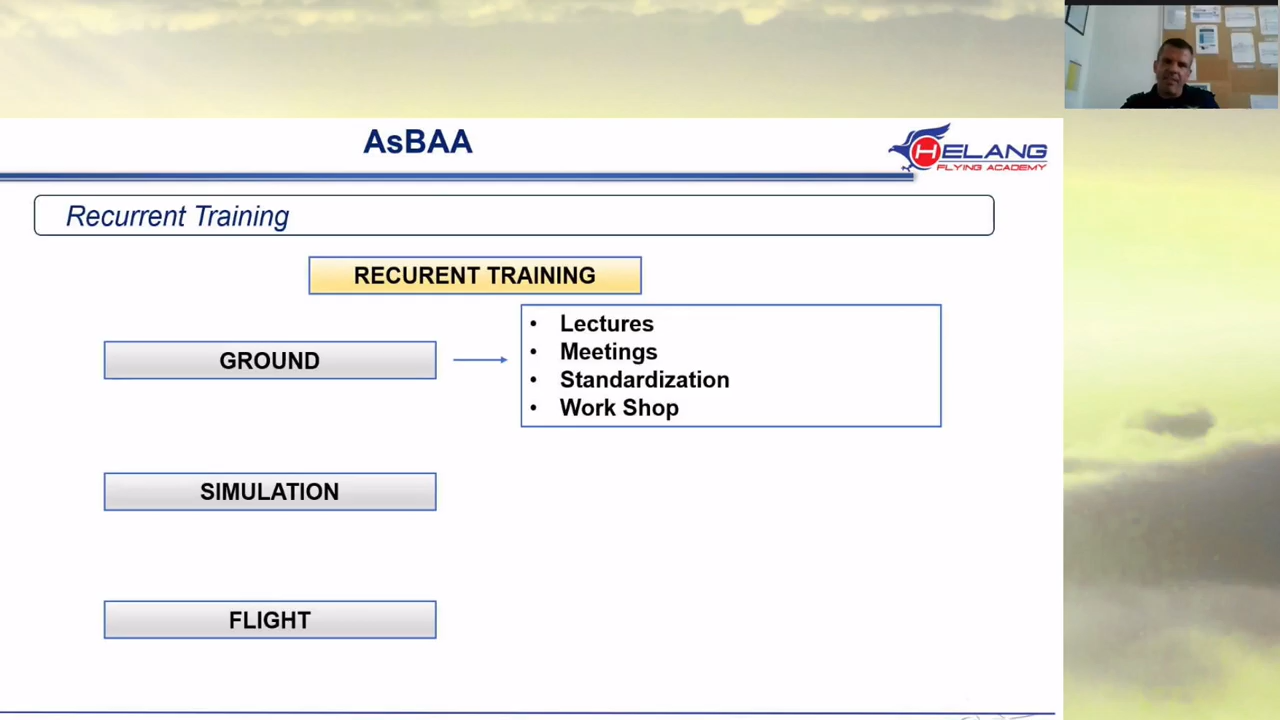 AsBAA
HELANG
FLYING ACADEMY
Recurrent Training
RECURENT TRAINING
GROUND
• Lectures
• Meetings
• Standardization
• Work Shop
SIMULATION
FLIGHT